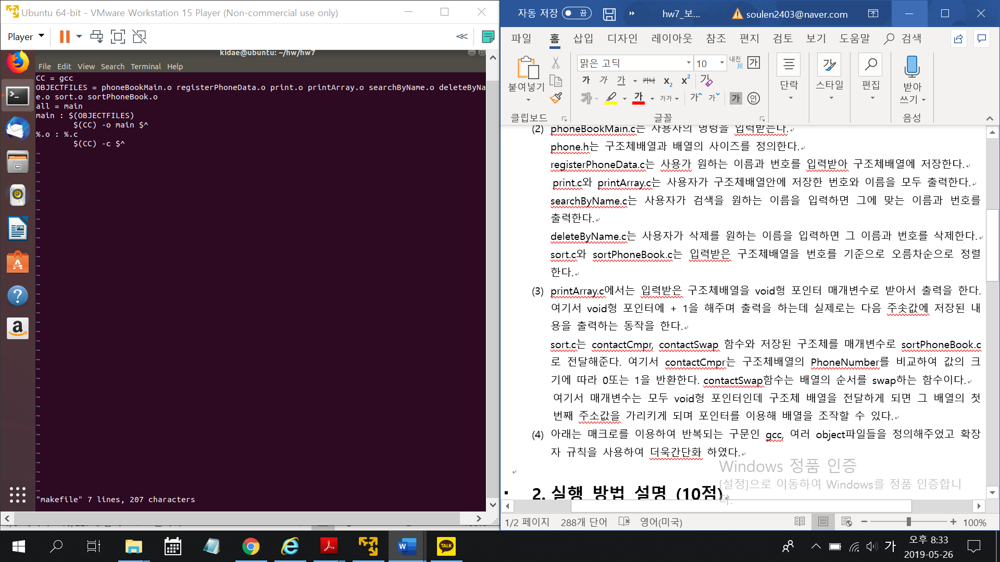 Ubuntu 64-bit - VMware Workstation 15 Player (Non-commercial use only)
Player
kidae@ubuntu: ~/hw/hw7
File Edit View Search Terminal Help
CC = gcc
OBJECTFILES = phoneBookMain.o registerPhoneData.o print.o printArray.o searchByName.o deleteByNa
e.o sort.o sortPhoneBook.o
all = main
main : $(OBJECTFILES)
$(CC) -o main $^
%.o : %.c
$(CC) -c $^
"makefile" 7 lines, 207 characters
자동 저장 끔
hw7_보...
soulen2403@naver.com
파일 홈 삽입 디자인 레이아웃 참조 편지 검토 보기 도움말 검색
붙여넣기
클립보드
맑은 고딕 10
내천
글꼴
단락
스타일
편집
받아
쓰기
음성
(2) phoneBookMain.c는 사용자의 명령을 입력받는다.
phone.h는 구조체배열과 배열의 사이즈를 정의한다.
registerPhoneData.c는 사용가 원하는 이름과 번호를 입력받아 구조체배열에 저장한다.
print.c와 printArray.c는 사용자가 구조체배열안에 저장한 번호와 이름을 모두 출력한다.
searchByName.c는 사용자가 검색을 원하는 이름을 입력하면 그에 맞는 이름과 번호를
출력한다.
deleteByName.c는 사용자가 삭제를 원하는 이름을 입력하면 그 이름과 번호를 삭제한다.
sort.c와 sortPhoneBook.c는 입력받은 구조체배열을 번호를 기준으로 오름차순으로 정렬
한다.
(3) printArray.c에서는 입력받은 구조체배열을 void형 포인터 매개변수로 받아서 출력을 한다.
여기서 void형 포인터에 + 1을 해주며 출력을 하는데 실제로는 다음 주솟값에 저장된 내
용을 출력하는 동작을 한다.
sort.c는 contactCmpr, contactSwap 함수와 저장된 구조체를 매개변수로 sortPhoneBook.c
로 전달해준다. 여기서 contactCmpr는 구조체배열의 PhoneNumber를 비교하여 값의 크
기에 따라 0또는 1을 반환한다. contactSwap함수는 배열의 순서를 swap하는 함수이다.
여기서 매개변수는 모두 void형 포인터인데 구조체 배열을 전달하게 되면 그 배열의 첫
번째 주소값을 가리키게 되며 포인터를 이용해 배열을 조작할 수 있다.
(4) 아래는 매크로를 이용하여 반복되는 구문인 gcc, 여러 object파일들을 정의해주었고 확장
자 규칙을 사용하여 더욱간단화 하였다.
2. 실행 방법 설명 (10점)
Windows 정품 인증
[설정]으로 이동하여 Windows를 정품 인증합니
다.
1/2 페이지 288개 단어 영어(미국) 100%
TALK
가
오후 8:33
2019-05-26